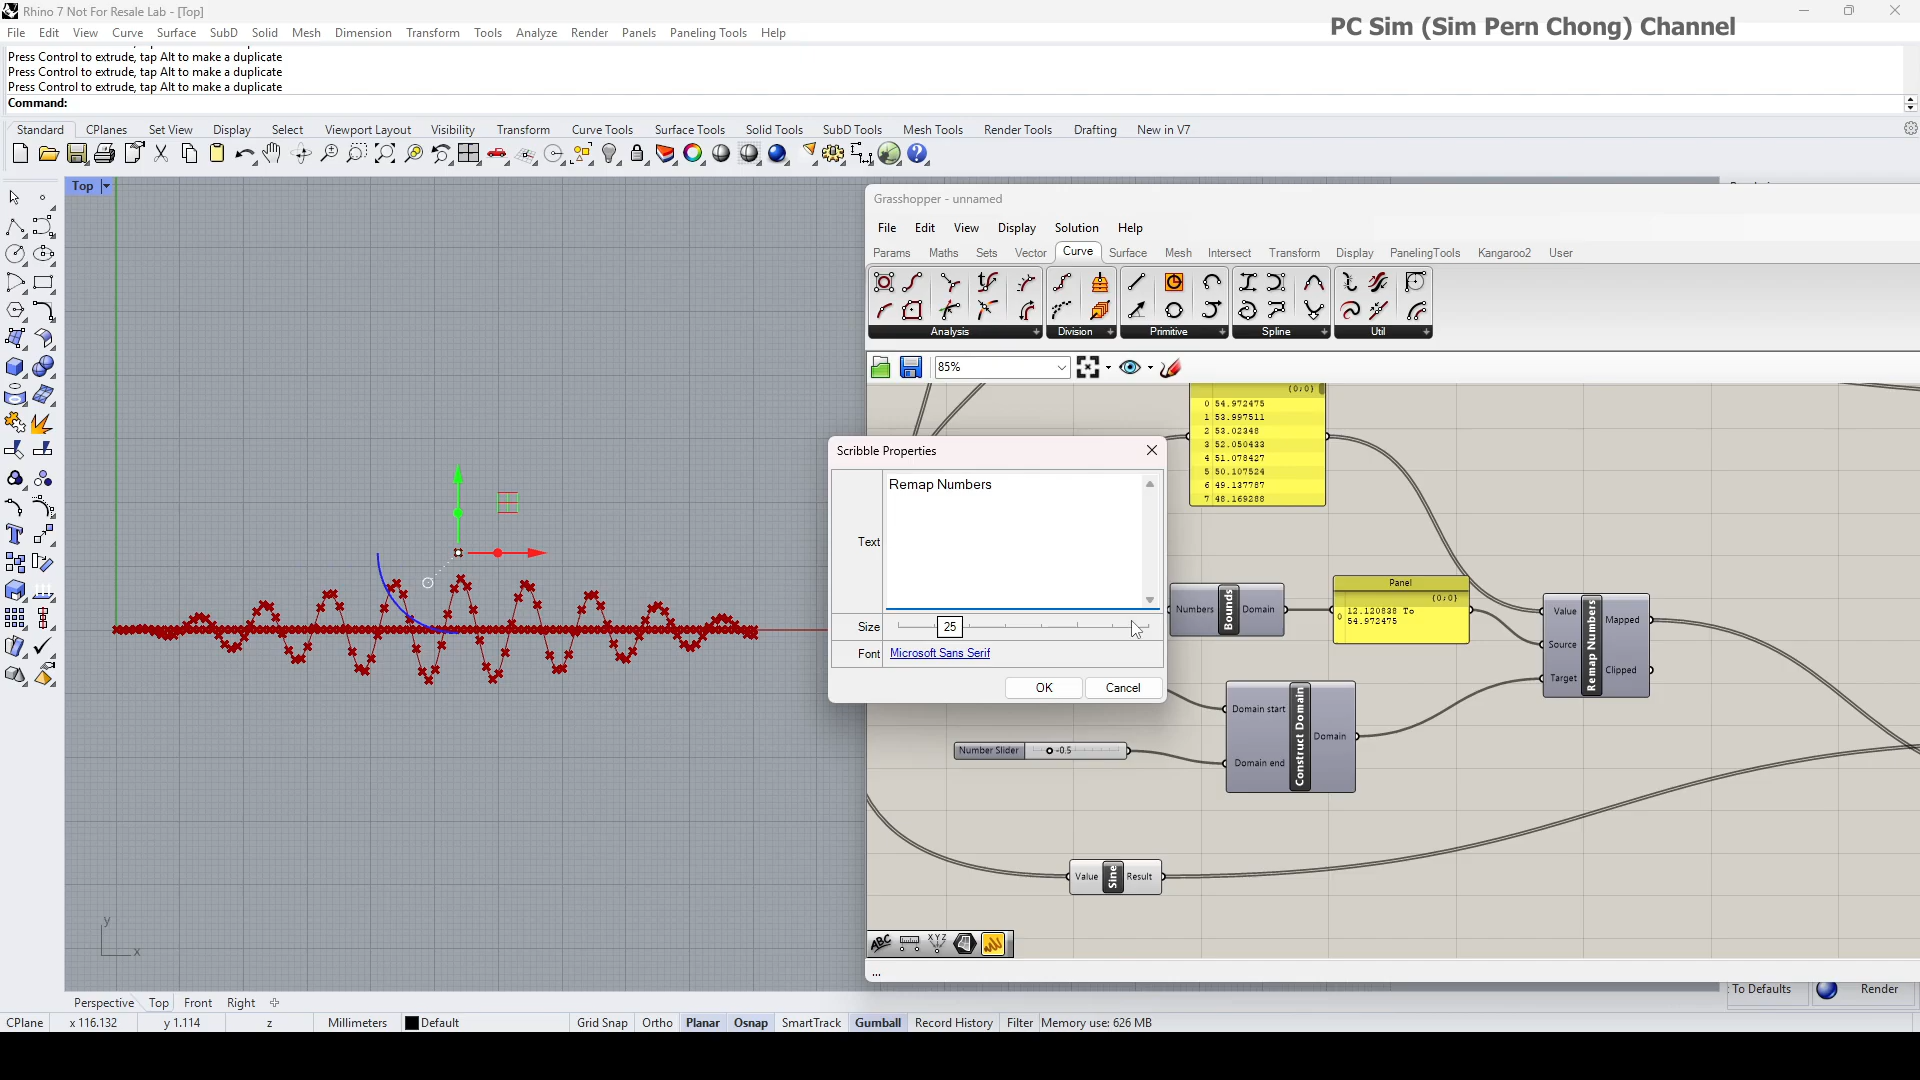 Rhino 7 Not For Resale Lab - [Top]
PC Sim (Sim Pern Chong) Channel
File Edit View Curve Surface SubD Solid Mesh Dimension Transform Tools Analyze Render Panels Paneling Tools Help
Press Control to extrude, tap Alt to make a duplicate
Press Control to extrude, tap Alt to make a duplicate
Press Control to extrude, tap Alt to make a duplicate
Command:
Standard CPlanes Set View Display Select Viewport Layout Visibility Transform Curve Tools Surface Tools Solid Tools SubD Tools Mesh Tools Render Tools Drafting New in V7
Top
Grasshopper - unnamed
File Edit View Display Solution Help
Params Maths Sets Vector Curve Surface Mesh Intersect Transform Display PanelingTools Kangaroo2 User
Analysis Division Primitive Spline Util
85%
{0;0}
0 54.972475
1 53.997511
2 53.02348
3 52.050433
4 51.078427
5 50.107524
6 49.137787
7 48.169288
Scribble Properties
Text
Remap Numbers
Size 25
Font Microsoft Sans Serif
OK Cancel
Numbers Bounds Domain
Panel
{0;0}
0 12.120838 To
54.972475
Value
Source
Target
Remap Numbers
Mapped
Clipped
Domain start
Domain end
Construct Domain
Domain
Number Slider -0.5
Value Sine Result
ABC
XYZ
...
y
x
Perspective Top Front Right
To Defaults Render
CPlane x 116.132 y 1.114 z Millimeters Default Grid Snap Ortho Planar Osnap SmartTrack Gumball Record History Filter Memory use: 626 MB